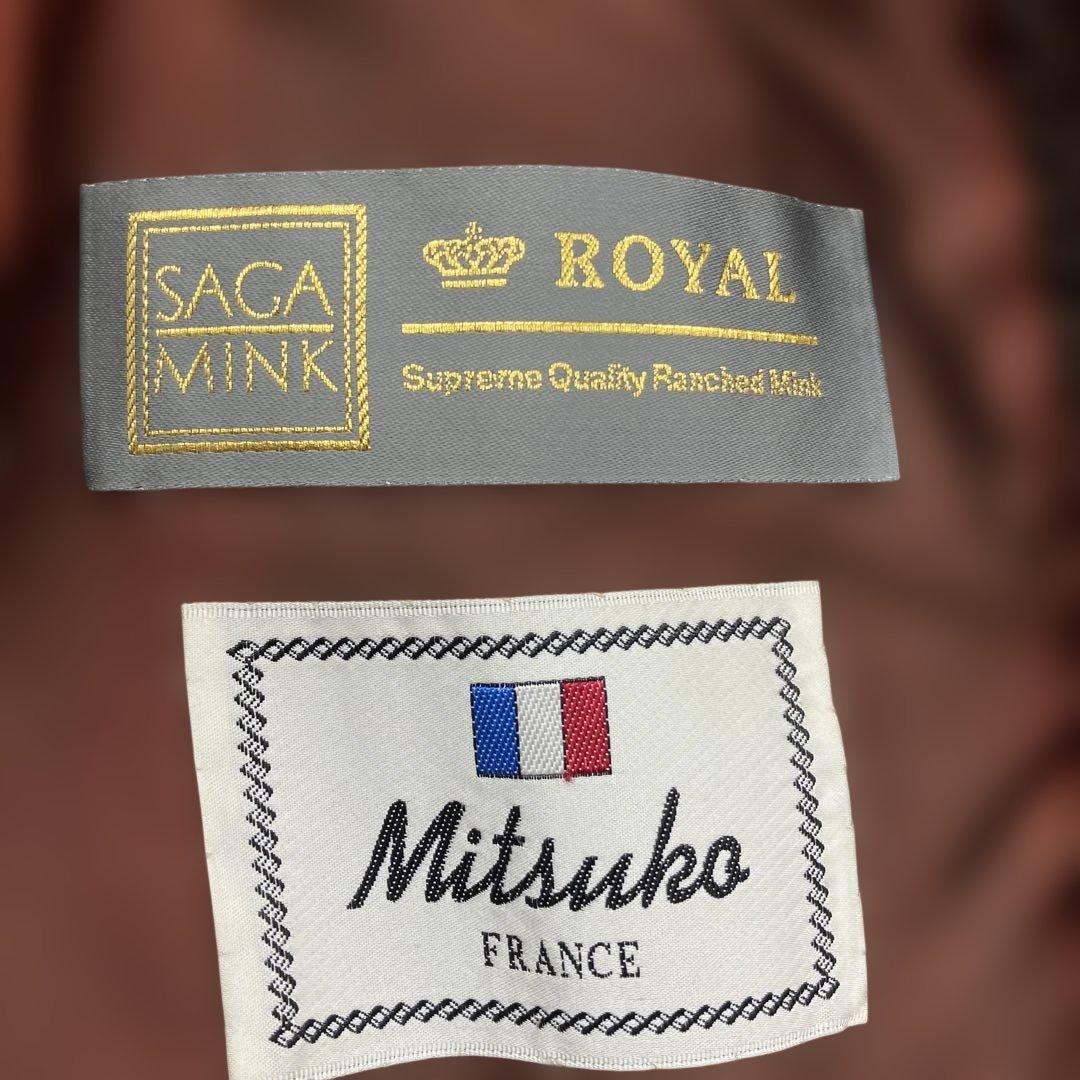 SAGA
MINK
ROYAL
Supreme Quality Ranched Mink
Mitsuko
FRANCE